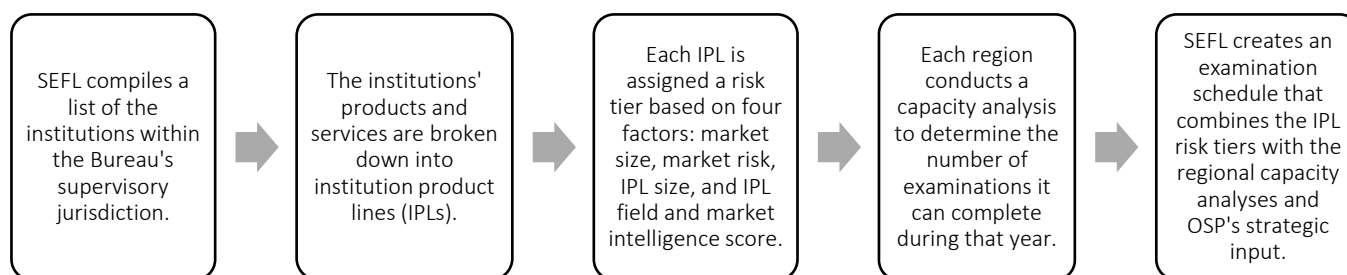 SEFL compiles a
list of the
institutions within
the Bureau's
supervisory
jurisdiction.
The institutions'
products and
services are broken
down into
institution product
lines (IPLs).
Each IPL is
assigned a risk
tier based on four
factors: market
size, market risk,
IPL size, and IPL
field and market
intelligence score.
Each region
conducts a
capacity analysis
to determine the
number of
examinations it
can complete
during that year.
SEFL creates an
examination
schedule that
combines the IPL
risk tiers with the
regional capacity
analyses and
OSP's strategic
input.